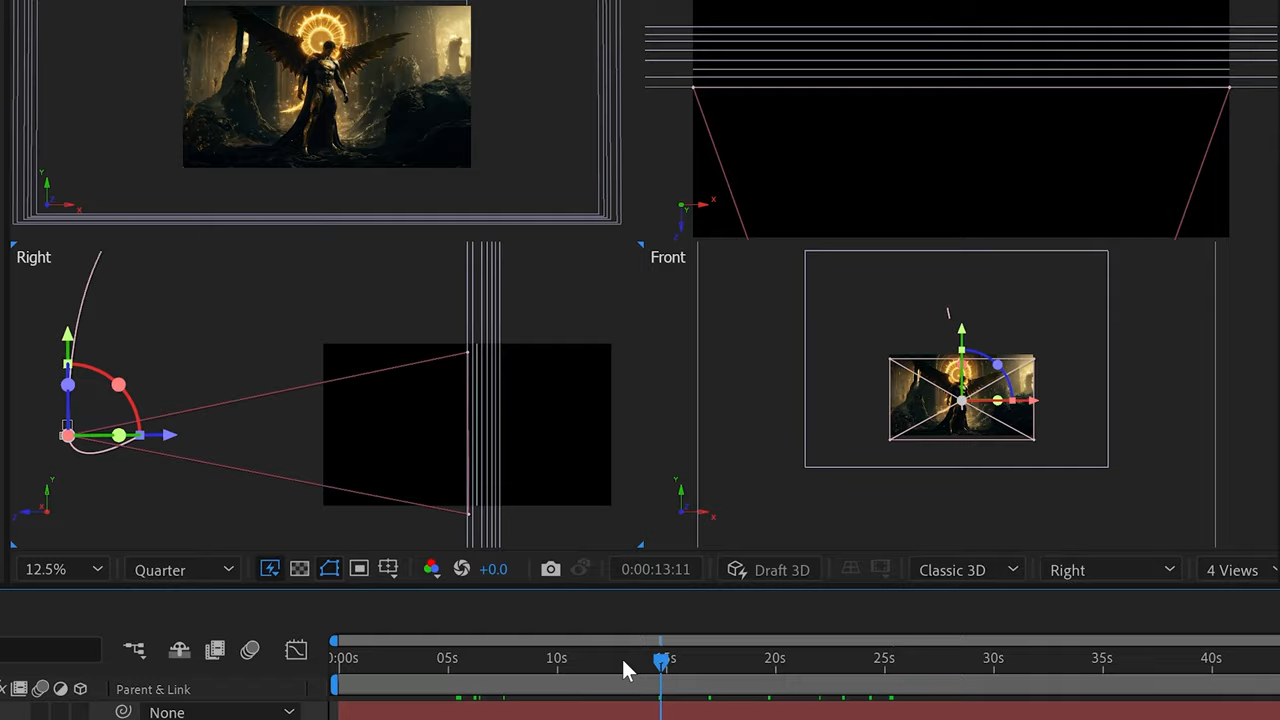 Y
Z
X
Y
X
Z
Right
Front
Y
X
Z
Y
Z
X
12.5%
Quarter
+0.0
0:00:13:11
Draft 3D
Classic 3D
Right
4 Views
0:00s
05s
10s
5s
20s
25s
30s
35s
40s
Parent & Link
None